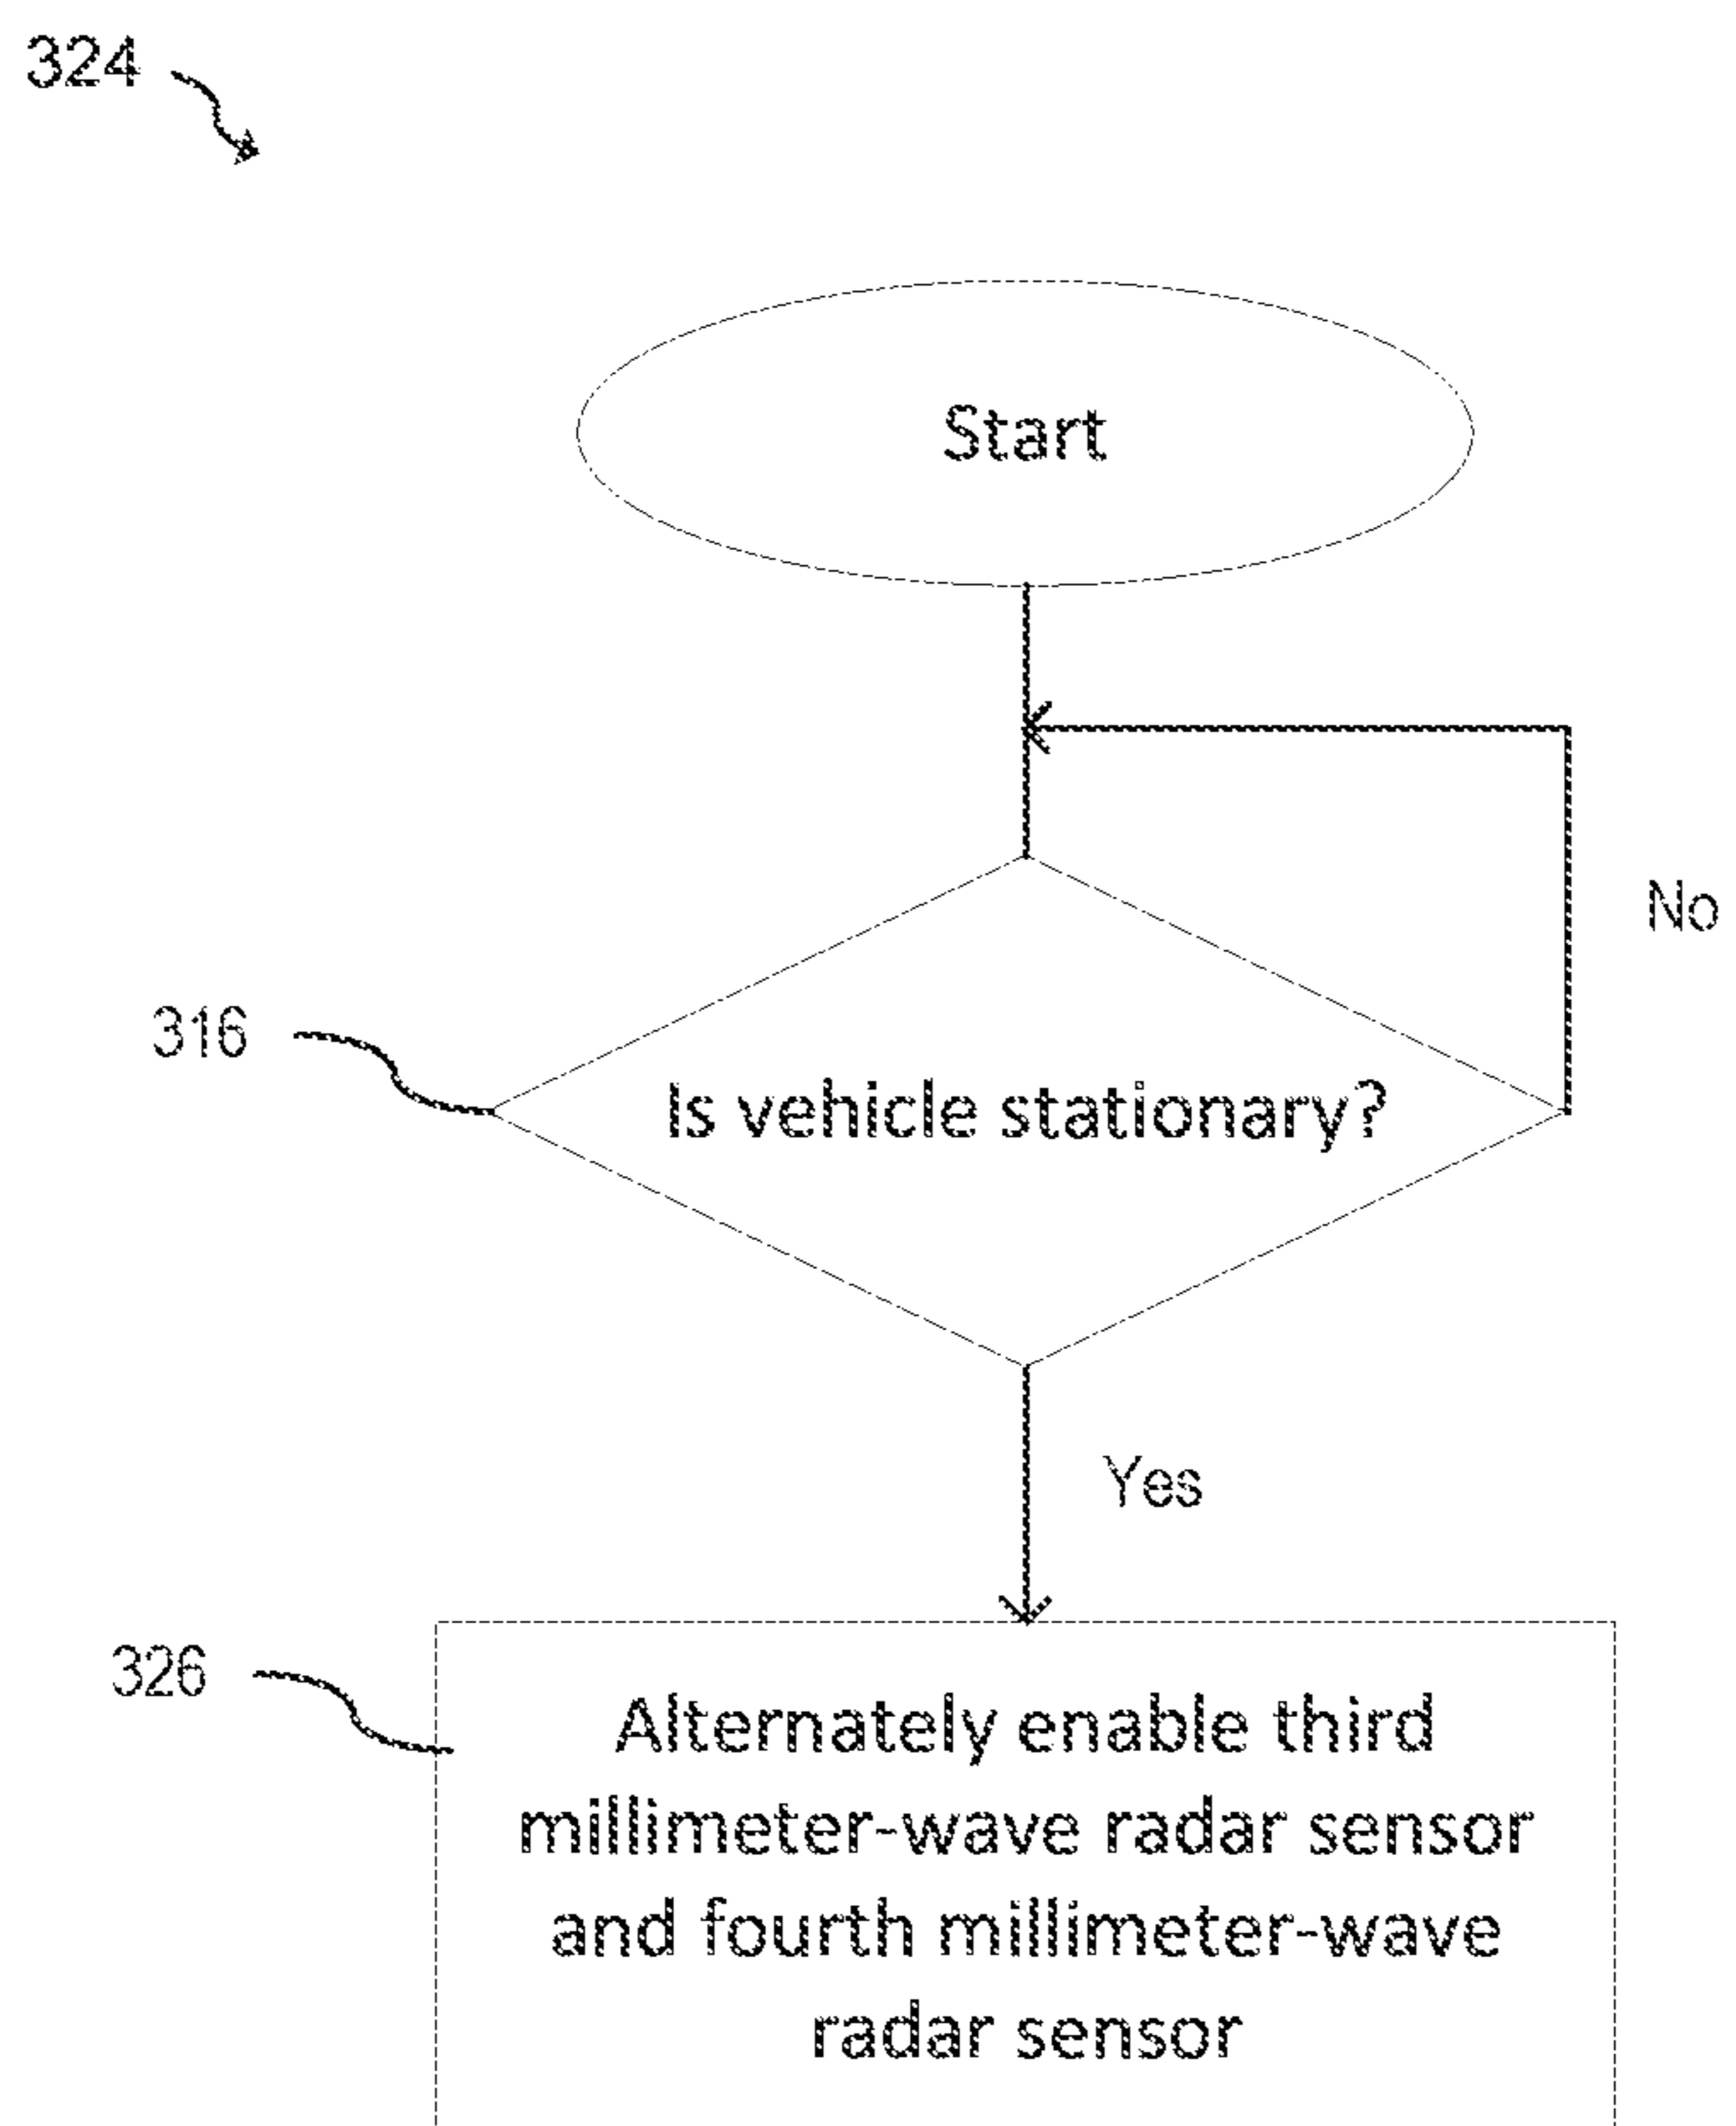 324
Start
No
316
Is vehicle stationary?
Yes
326
Alternately enable third
millimeter-wave radar sensor
and fourth millimeter-wave
radar sensor